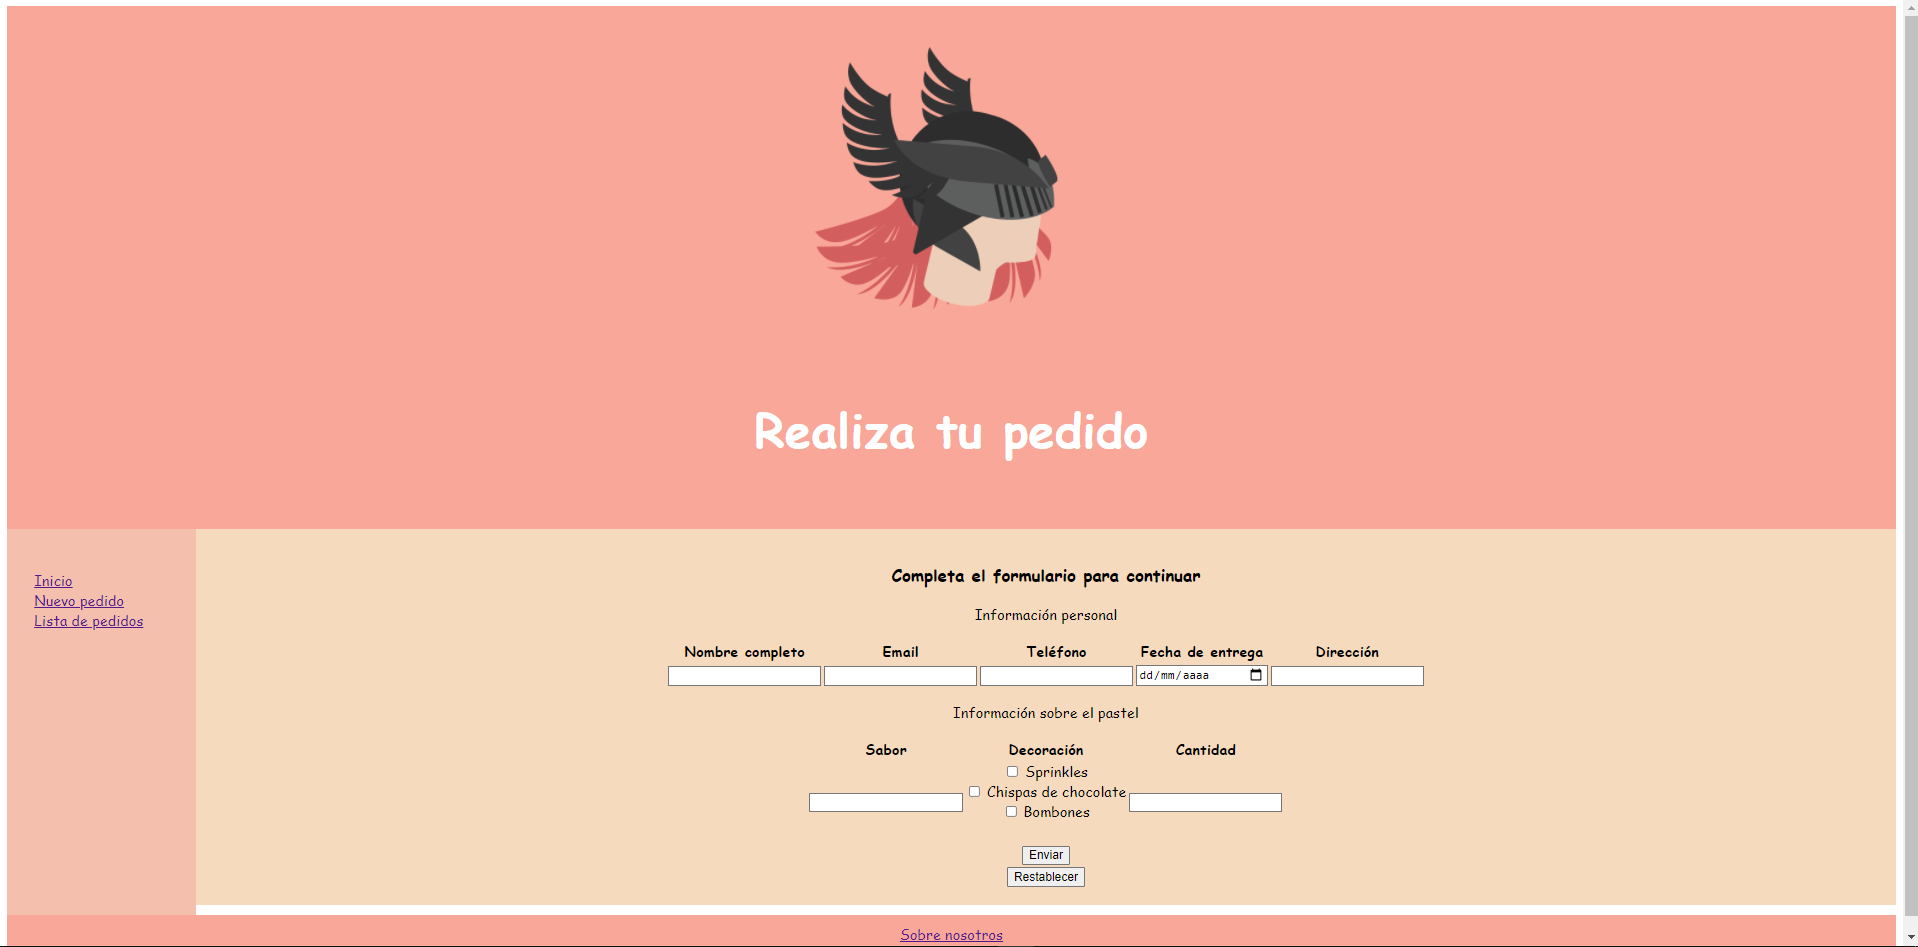 Realiza tu pedido
Inicio
Nuevo pedido
Lista de pedidos
Completa el formulario para continuar
Información personal
Nombre completo Email Teléfono Fecha de entrega Dirección
dd/mm/aaaa
Información sobre el pastel
Sabor Decoración Cantidad
Sprinkles
Chispas de chocolate
Bombones
Enviar
Restablecer
Sobre nosotros